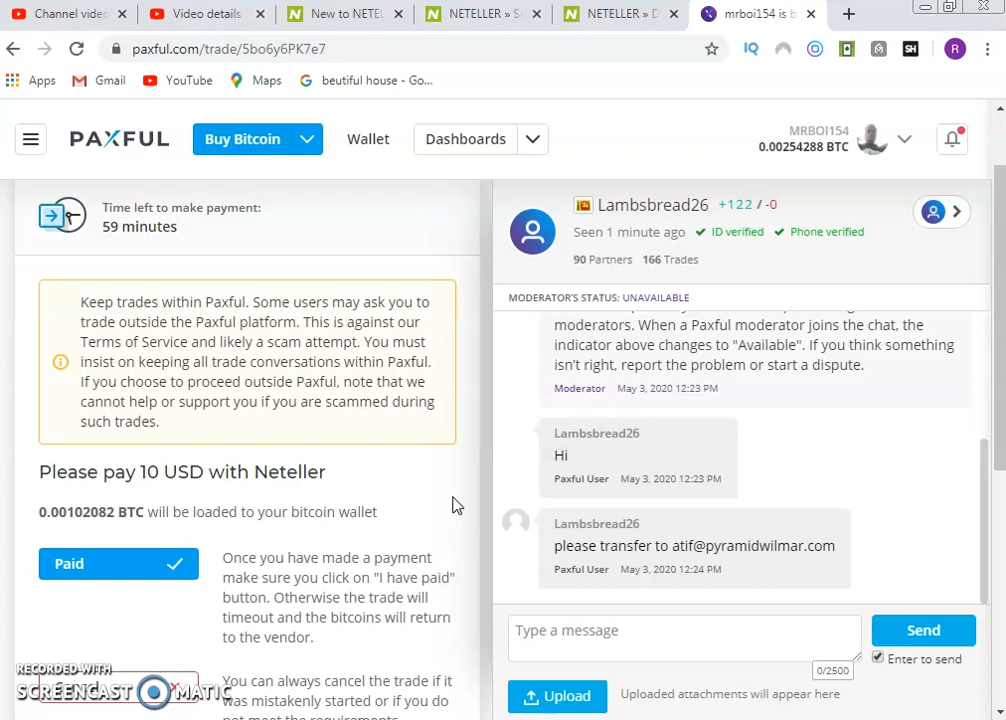 Channel video
Video details
New to NETEL
NETELLER » S
NETELLER » D
mrboi154 is b
paxful.com/trade/5bo6y6PK7e7
IQ
SH
R
Apps
Gmail
YouTube
Maps
beutiful house - Go...
PAXFUL
Buy Bitcoin
Wallet
Dashboards
MRBOI154
0.00254288 BTC
Time left to make payment:
59 minutes
Keep trades within Paxful. Some users may ask you to
trade outside the Paxful platform. This is against our
Terms of Service and likely a scam attempt. You must
insist on keeping all trade conversations within Paxful.
If you choose to proceed outside Paxful, note that we
cannot help or support you if you are scammed during
such trades.
Please pay 10 USD with Neteller
0.00102082 BTC will be loaded to your bitcoin wallet
Paid
Once you have made a payment
make sure you click on "I have paid"
button. Otherwise the trade will
timeout and the bitcoins will return
to the vendor.
You can always cancel the trade if it
was mistakenly started or if you do
not meet the requirements
RECORDED WITH
SCREENCAST MATIC
Lambsbread26 +122 / -0
Seen 1 minute ago ID verified Phone verified
90 Partners 166 Trades
MODERATOR'S STATUS: UNAVAILABLE
moderators. When a Paxful moderator joins the chat, the
indicator above changes to "Available". If you think something
isn't right, report the problem or start a dispute.
Moderator May 3, 2020 12:23 PM
Lambsbread26
Hi
Paxful User May 3, 2020 12:23 PM
Lambsbread26
please transfer to atif@pyramidwilmar.com
Paxful User May 3, 2020 12:24 PM
Type a message
0/2500
Send
Enter to send
Upload
Uploaded attachments will appear here